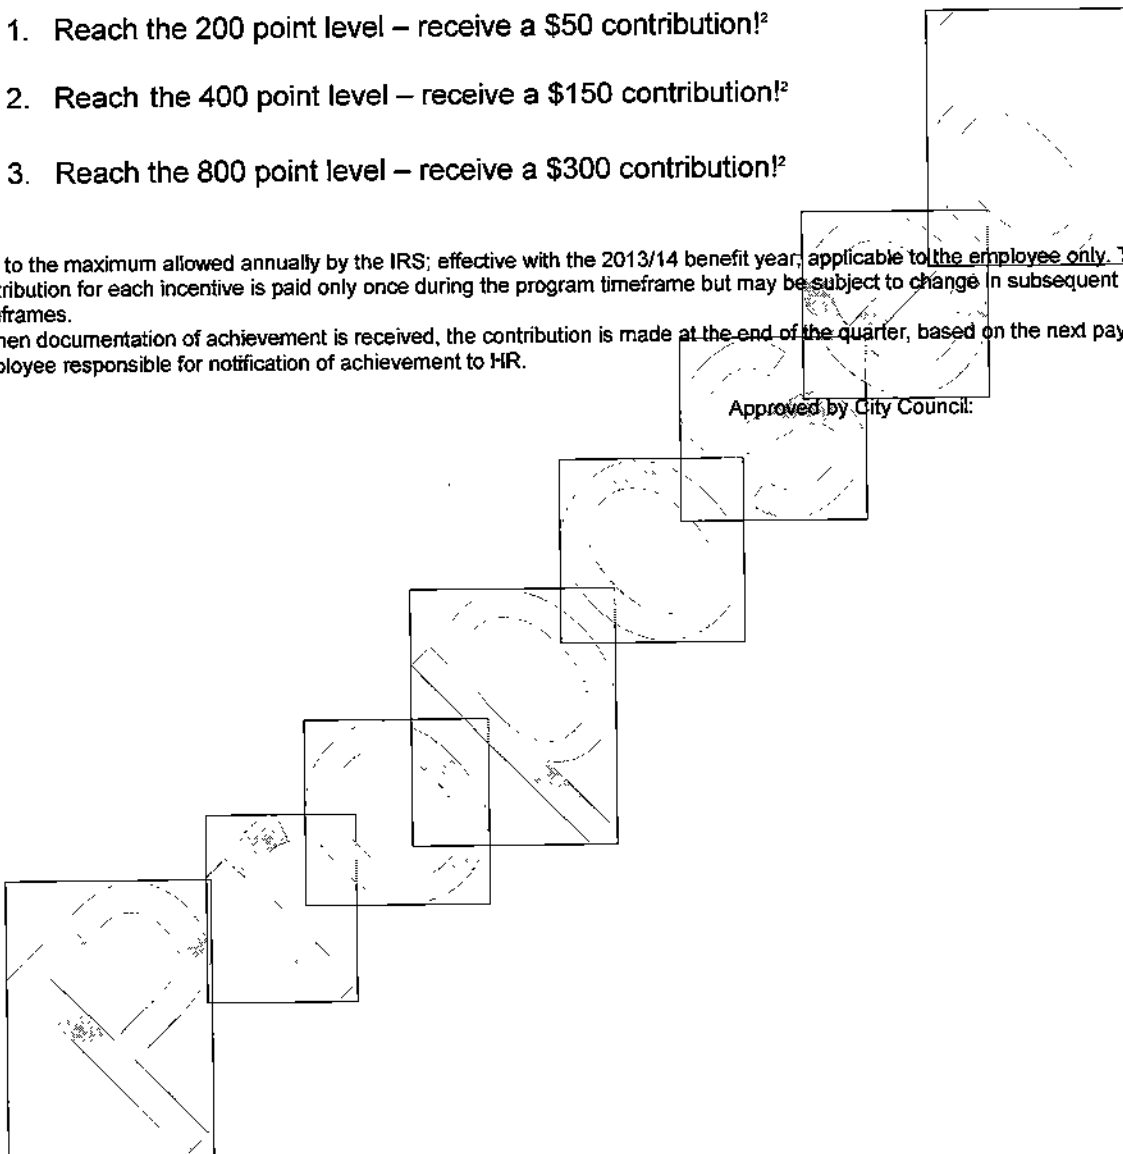 1. Reach the 200 point level – receive a $50 contribution!²
2. Reach the 400 point level – receive a $150 contribution!²
3. Reach the 800 point level – receive a $300 contribution!²
to the maximum allowed annually by the IRS; effective with the 2013/14 benefit year; applicable to the employee only.
tribution for each incentive is paid only once during the program timeframe but may be subject to change in subsequent
frames.
hen documentation of achievement is received, the contribution is made at the end of the quarter, based on the next pay
ployee responsible for notification of achievement to HR.
Approved by City Council: